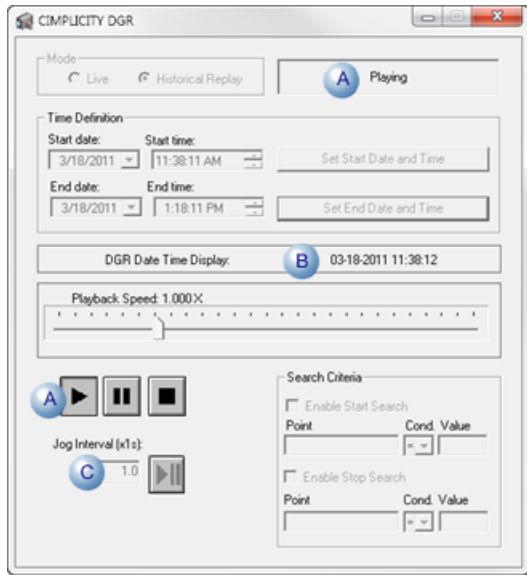 CIMPLICITY DGR
Mode
Live Historical Replay
A Playing
Time Definition
Start date: Start time:
3/18/2011 11:38:11 AM Set Start Date and Time
End date: End time:
3/18/2011 1:18:11 PM Set End Date and Time
DGR Date Time Display: B 03-18-2011 11:38:12
Playback Speed: 1.000X
A
Jog Interval (x1s):
C 1.0
Search Criteria
Enable Start Search
Point Cond. Value
=
Enable Stop Search
Point Cond. Value
=